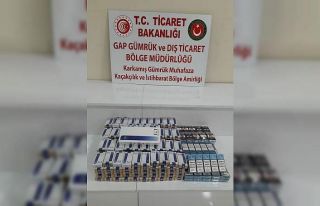 T.C. TİCARET
BAKANLIĞI
GAP GÜMRÜK ve DIŞ TİCARET
BÖLGE MÜDÜRLÜĞÜ
Karkamış Gümrük Muhafaza
Kaçakçılık ve İstihbarat Bölge Amirliği